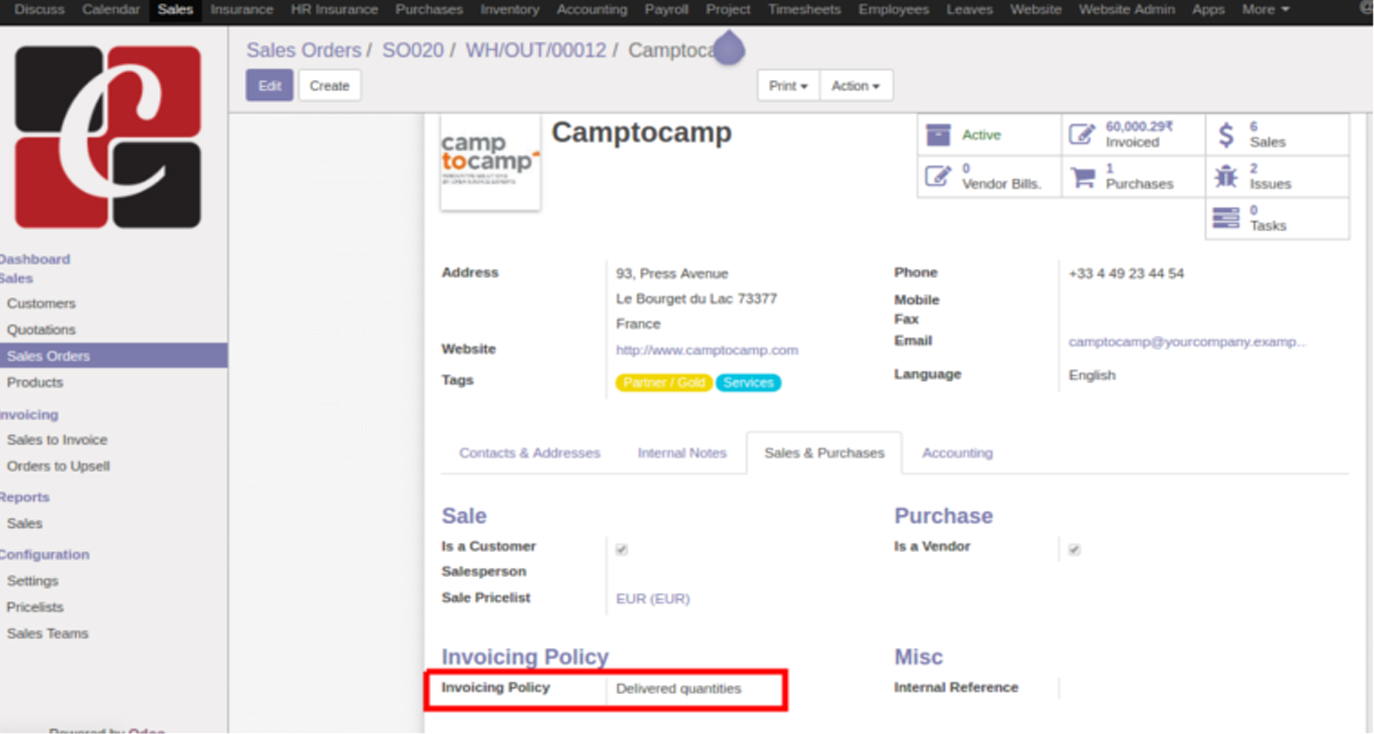 Discuss Calendar Sales Insurance HR Insurance Purchases Inventory Accounting Payroll Project Timesheets Employees Leaves Website Website Admin Apps More
Sales Orders / SO020 / WH/OUT/00012 / Camptoca
Edit Create Print Action
C
camp
tocamp
Camptocamp
Active
60,000.29₹
Invoiced
6
Sales
0
Vendor Bills.
1
Purchases
2
Issues
0
Tasks
Dashboard
Sales
Customers
Quotations
Sales Orders
Products
Invoicing
Sales to Invoice
Orders to Upsell
Reports
Sales
Configuration
Settings
Pricelists
Sales Teams
Powered by Odoo
Address 93, Press Avenue
Le Bourget du Lac 73377
France
Website http://www.camptocamp.com
Tags Partner / Gold Services
Phone +33 4 49 23 44 54
Mobile
Fax
Email camptocamp@yourcompany.examp...
Language English
Contacts & Addresses Internal Notes Sales & Purchases Accounting
Sale
Is a Customer
Salesperson
Sale Pricelist EUR (EUR)
Purchase
Is a Vendor
Invoicing Policy
Invoicing Policy Delivered quantities
Misc
Internal Reference